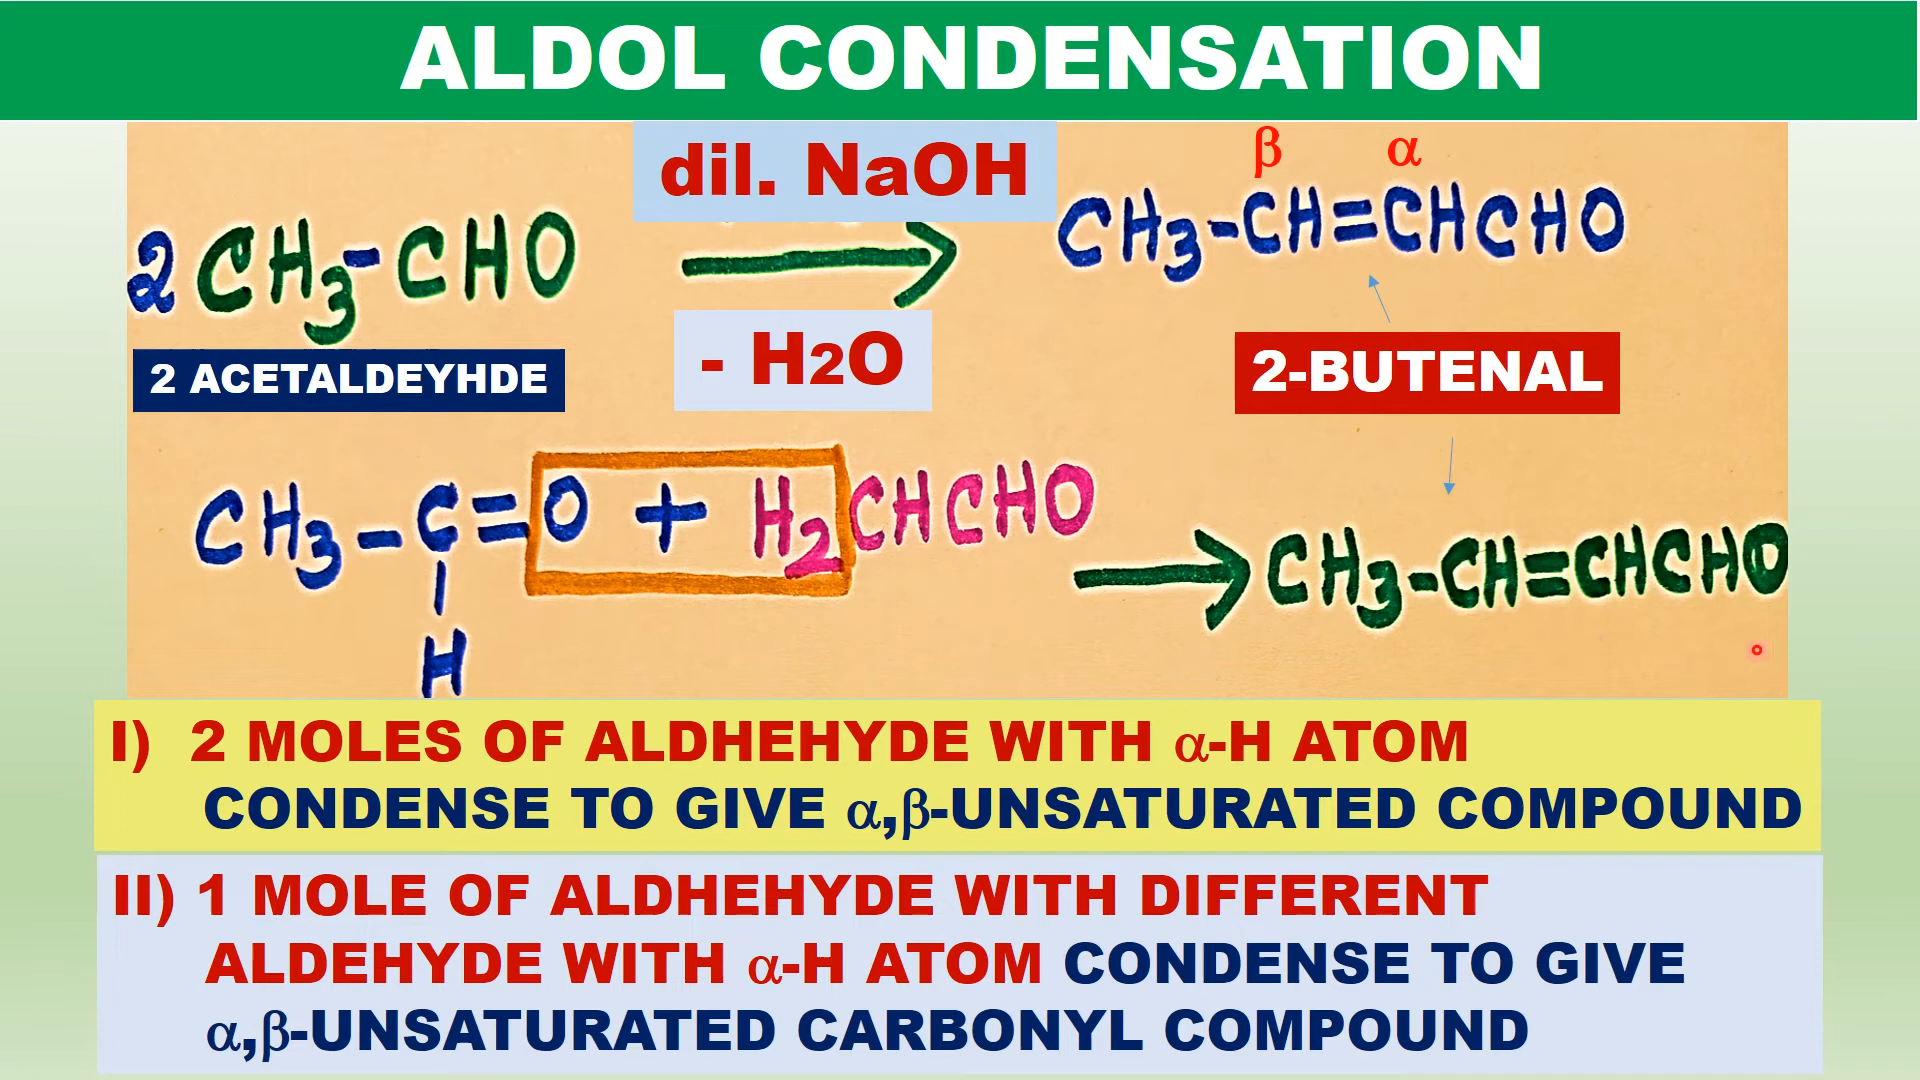 ALDOL CONDENSATION
β α
dil. NaOH
2 CH3-CHO CH3-CH=CHCHO
- H2O
2 ACETALDEYHDE
2-BUTENAL
CH3-C=O + H2CHCHO
CH3-CH=CHCHO
H
I) 2 MOLES OF ALDHEHYDE WITH α-H ATOM
CONDENSE TO GIVE α,β-UNSATURATED COMPOUND
II) 1 MOLE OF ALDHEHYDE WITH DIFFERENT
ALDEHYDE WITH α-H ATOM CONDENSE TO GIVE
α,β-UNSATURATED CARBONYL COMPOUND